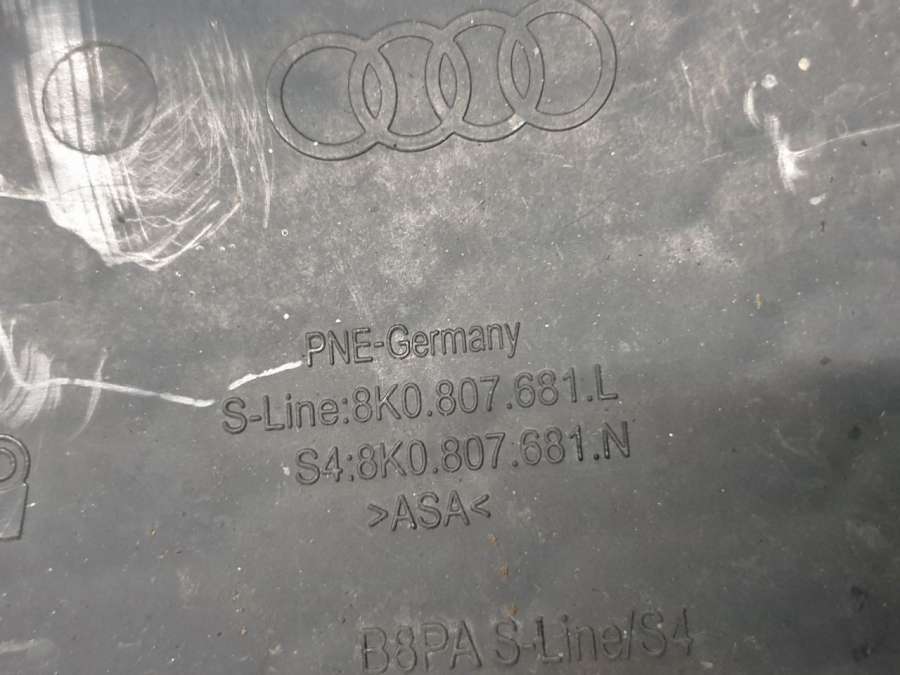 PNE-Germany
S-Line:8K0.807.681.L
S4:8K0.807.681.N
>ASA<
B8PA S-Line/S4